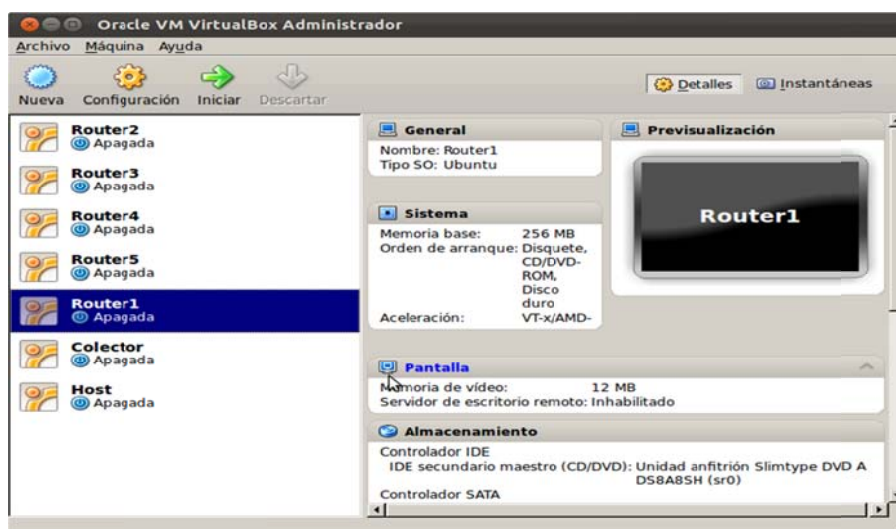 Oracle VM VirtualBox Administrador
Archivo Máquina Ayuda
Nueva Configuración Iniciar Descartar
Detalles Instantáneas
Router2
Apagada
Router3
Apagada
Router4
Apagada
Router5
Apagada
Router1
Apagada
Colector
Apagada
Host
Apagada
General
Nombre: Router1
Tipo SO: Ubuntu
Sistema
Memoria base: 256 MB
Orden de arranque: Disquete,
CD/DVD-
ROM,
Disco
duro
Aceleración: VT-x/AMD-
Previsualización
Router1
Pantalla
Memoria de vídeo: 12 MB
Servidor de escritorio remoto: Inhabilitado
Almacenamiento
Controlador IDE
IDE secundario maestro (CD/DVD): Unidad anfitrión Slimtype DVD A
DS8A8SH (sr0)
Controlador SATA